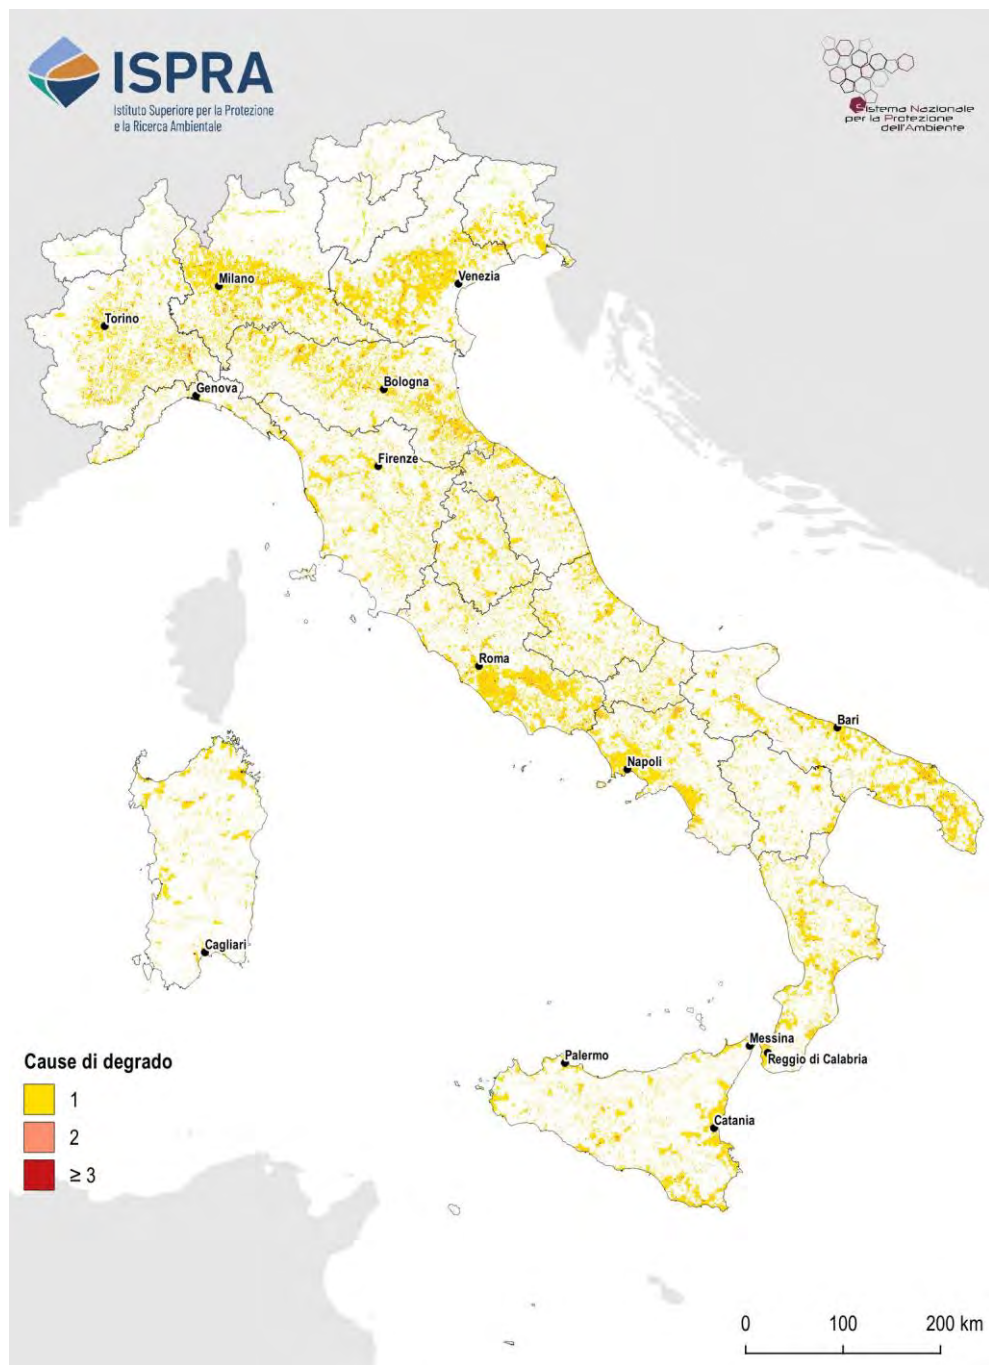 ISPRA
Istituto Superiore per la Protezione
e la Ricerca Ambientale
Sistema Nazionale
per la Protezione
dell'Ambiente
Milano
Venezia
Torino
Bologna
Genova
Firenze
Roma
Bari
Napoli
Cagliari
Messina
Palermo
Reggio di Calabria
Catania
Cause di degrado
1
2
≥ 3
0 100 200 km